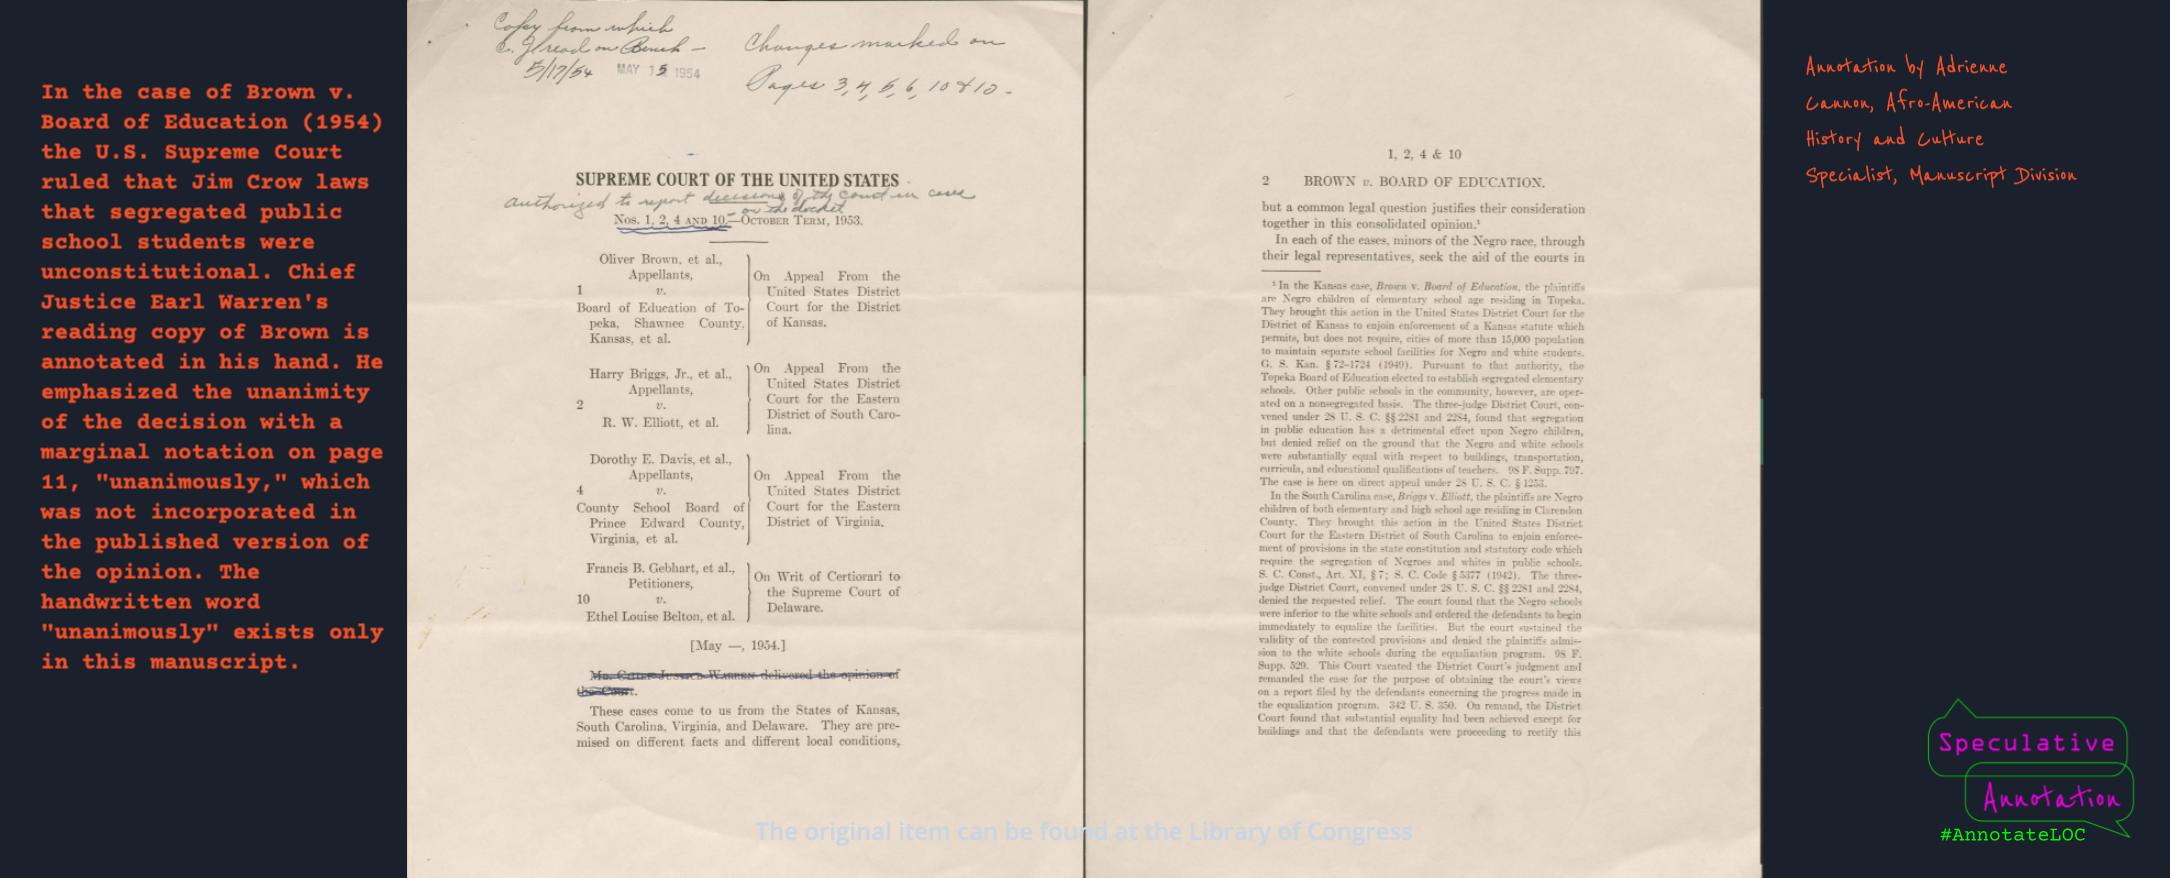 In the case of Brown v.
Board of Education (1954)
the U.S. Supreme Court
ruled that Jim Crow laws
that segregated public
school students were
unconstitutional. Chief
Justice Earl Warren's
reading copy of Brown is
annotated in his hand. He
emphasized the unanimity
of the decision with a
marginal notation on page
11, "unanimously," which
was not incorporated in
the published version of
the opinion. The
handwritten word
"unanimously" exists only
in this manuscript.
Copy from which
C. J. read on Bench —
5/17/54 MAY 15 1954
Changes marked on
Pages 3, 4, 5, 6, 10 & 10 -
SUPREME COURT OF THE UNITED STATES
authorized to report decisions of the Court in cases
on the docket
Nos. 1, 2, 4 AND 10.—OCTOBER TERM, 1953.
Oliver Brown, et al.,
Appellants,
1 v.
Board of Education of To-
peka, Shawnee County,
Kansas, et al.
On Appeal From the
United States District
Court for the District
of Kansas.
Harry Briggs, Jr., et al.,
Appellants,
2 v.
R. W. Elliott, et al.
On Appeal From the
United States District
Court for the Eastern
District of South Caro-
lina.
Dorothy E. Davis, et al.,
Appellants,
4 v.
County School Board of
Prince Edward County,
Virginia, et al.
On Appeal From the
United States District
Court for the Eastern
District of Virginia.
Francis B. Gebhart, et al.,
Petitioners,
10 v.
Ethel Louise Belton, et al.
On Writ of Certiorari to
the Supreme Court of
Delaware.
[May —, 1954.]
MR. CHIEF JUSTICE WARREN delivered the opinion of
the Court.
These cases come to us from the States of Kansas,
South Carolina, Virginia, and Delaware. They are pre-
mised on different facts and different local conditions,
1, 2, 4 & 10
2 BROWN v. BOARD OF EDUCATION.
but a common legal question justifies their consideration
together in this consolidated opinion.¹
In each of the cases, minors of the Negro race, through
their legal representatives, seek the aid of the courts in
¹ In the Kansas case, Brown v. Board of Education, the plaintiffs
are Negro children of elementary school age residing in Topeka.
They brought this action in the United States District Court for the
District of Kansas to enjoin enforcement of a Kansas statute which
permits, but does not require, cities of more than 15,000 population
to maintain separate school facilities for Negro and white students.
G. S. Kan. § 72-1724 (1949). Pursuant to that authority, the
Topeka Board of Education elected to establish segregated elementary
schools. Other public schools in the community, however, are oper-
ated on a nonsegregated basis. The three-judge District Court, con-
vened under 28 U. S. C. §§ 2281 and 2284, found that segregation
in public education has a detrimental effect upon Negro children,
but denied relief on the ground that the Negro and white schools
were substantially equal with respect to buildings, transportation,
curricula, and educational qualifications of teachers. 98 F. Supp. 797.
The case is here on direct appeal under 28 U. S. C. § 1253.
In the South Carolina case, Briggs v. Elliott, the plaintiffs are Negro
children of both elementary and high school age residing in Clarendon
County. They brought this action in the United States District
Court for the Eastern District of South Carolina to enjoin enforce-
ment of provisions in the state constitution and statutory code which
require the segregation of Negroes and whites in public schools.
S. C. Const., Art. XI, § 7; S. C. Code § 5377 (1942). The three-
judge District Court, convened under 28 U. S. C. §§ 2281 and 2284,
denied the requested relief. The court found that the Negro schools
were inferior to the white schools and ordered the defendants to begin
immediately to equalize the facilities. But the court sustained the
validity of the contested provisions and denied the plaintiffs admis-
sion to the white schools during the equalization program. 98 F.
Supp. 529. This Court vacated the District Court's judgment and
remanded the case for the purpose of obtaining the court's views
on a report filed by the defendants concerning the progress made in
the equalization program. 342 U. S. 350. On remand, the District
Court found that substantial equality had been achieved except for
buildings and that the defendants were proceeding to rectify this
Annotation by Adrienne
Cannon, Afro-American
History and Culture
Specialist, Manuscript Division
The original item can be found at the Library of Congress
Speculative
Annotation
#AnnotateLOC